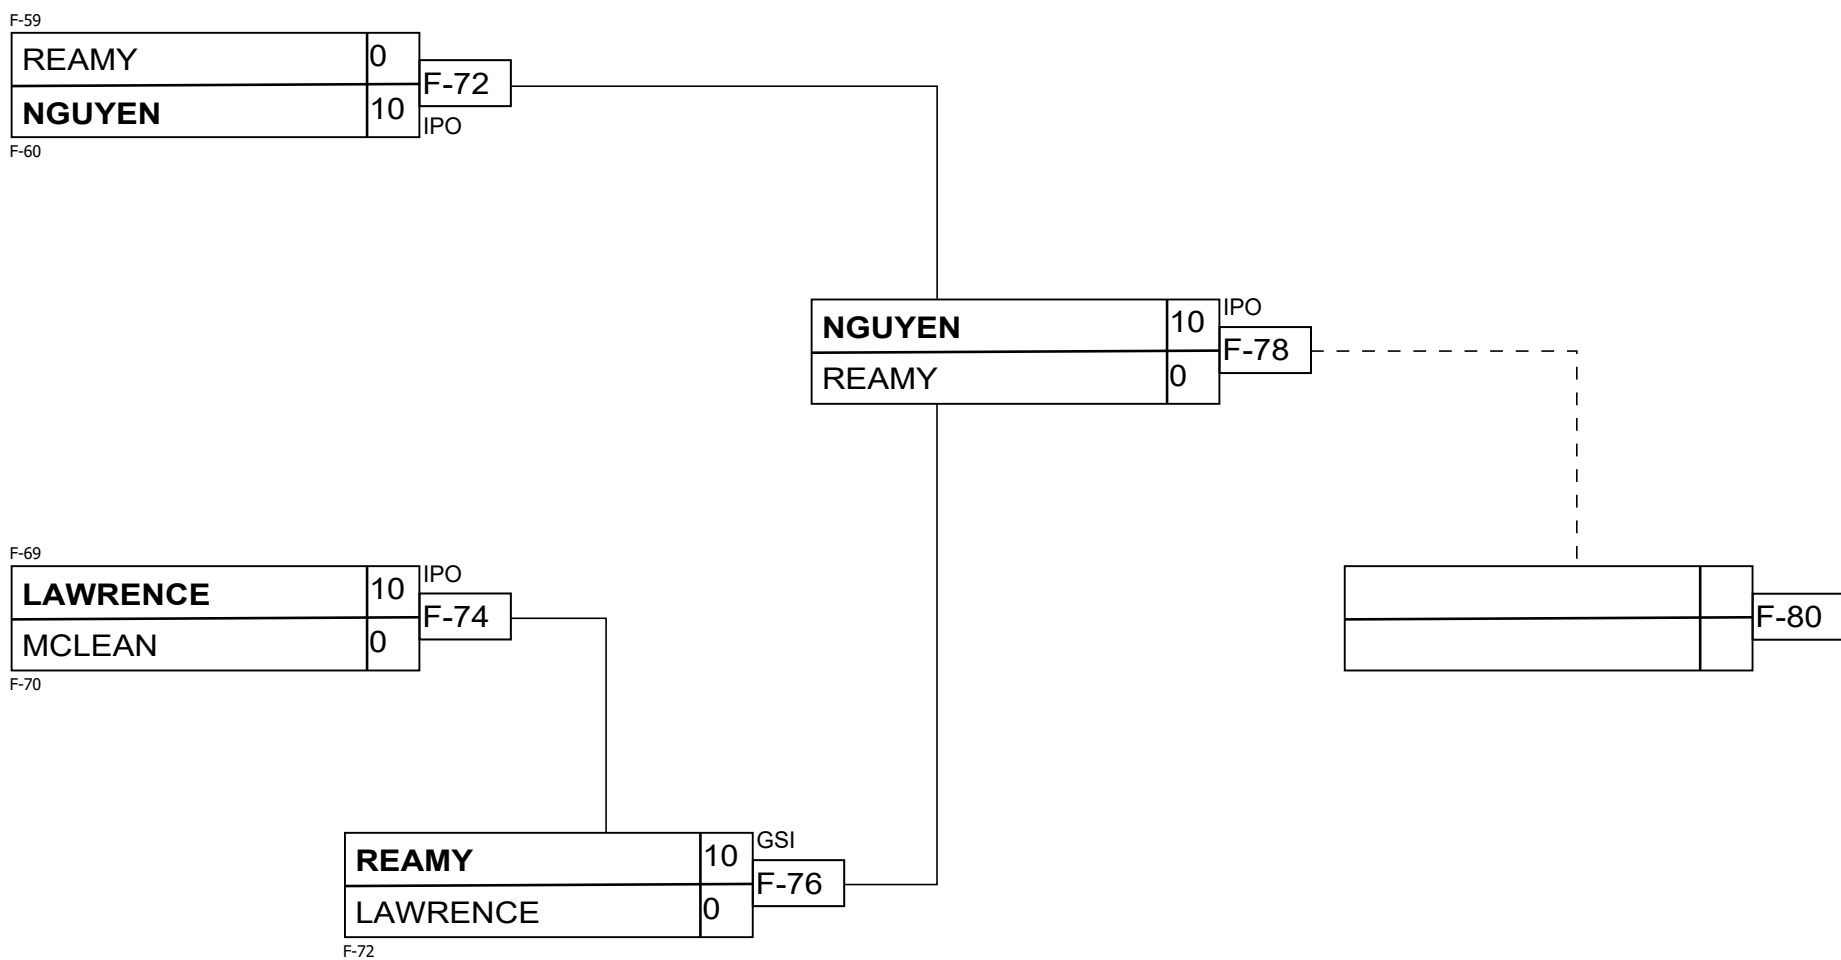 F-59
REAMY 0
F-72
NGUYEN 10
IPO
F-60
NGUYEN 10
IPO
F-78
REAMY 0
F-69
LAWRENCE 10
IPO
F-74
MCLEAN 0
F-70
F-80
REAMY 10
GSI
F-76
LAWRENCE 0
F-72